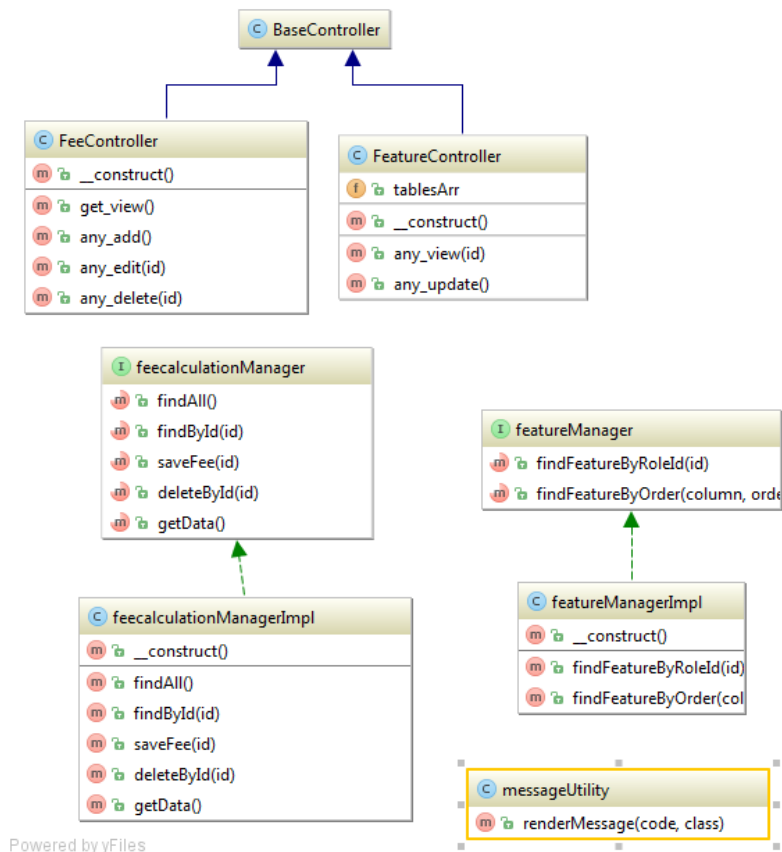 BaseController
FeeController
__construct()
get_view()
any_add()
any_edit(id)
any_delete(id)
FeatureController
tablesArr
__construct()
any_view(id)
any_update()
feecalculationManager
findAll()
findById(id)
saveFee(id)
deleteById(id)
getData()
featureManager
findFeatureByRoleId(id)
findFeatureByOrder(column, orde
feecalculationManagerImpl
__construct()
findAll()
findById(id)
saveFee(id)
deleteById(id)
getData()
featureManagerImpl
__construct()
findFeatureByRoleId(id)
findFeatureByOrder(col
messageUtility
renderMessage(code, class)
Powered by yFiles